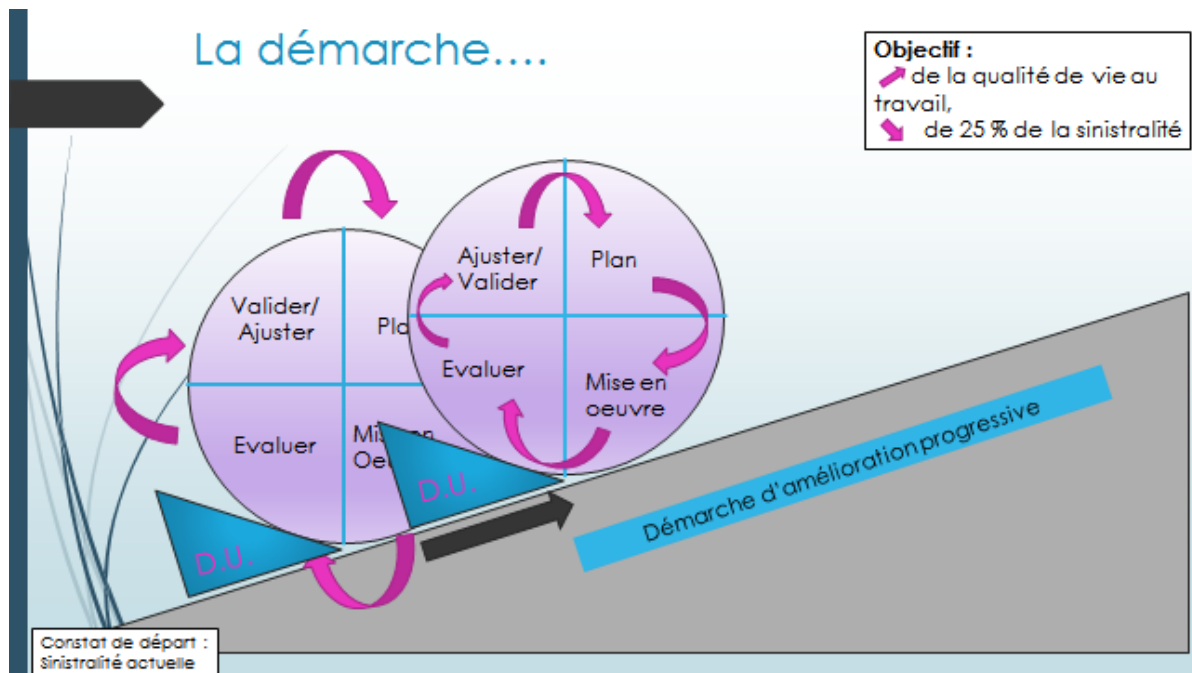 La démarche....
Objectif :
de la qualité de vie au
travail,
de 25 % de la sinistralité
Valider/
Ajuster
Evaluer
D.U.
Ajuster/
Valider
Plan
Evaluer
Mise en
oeuvre
D.U.
Démarche d'amélioration progressive
Constat de départ :
Sinistralité actuelle